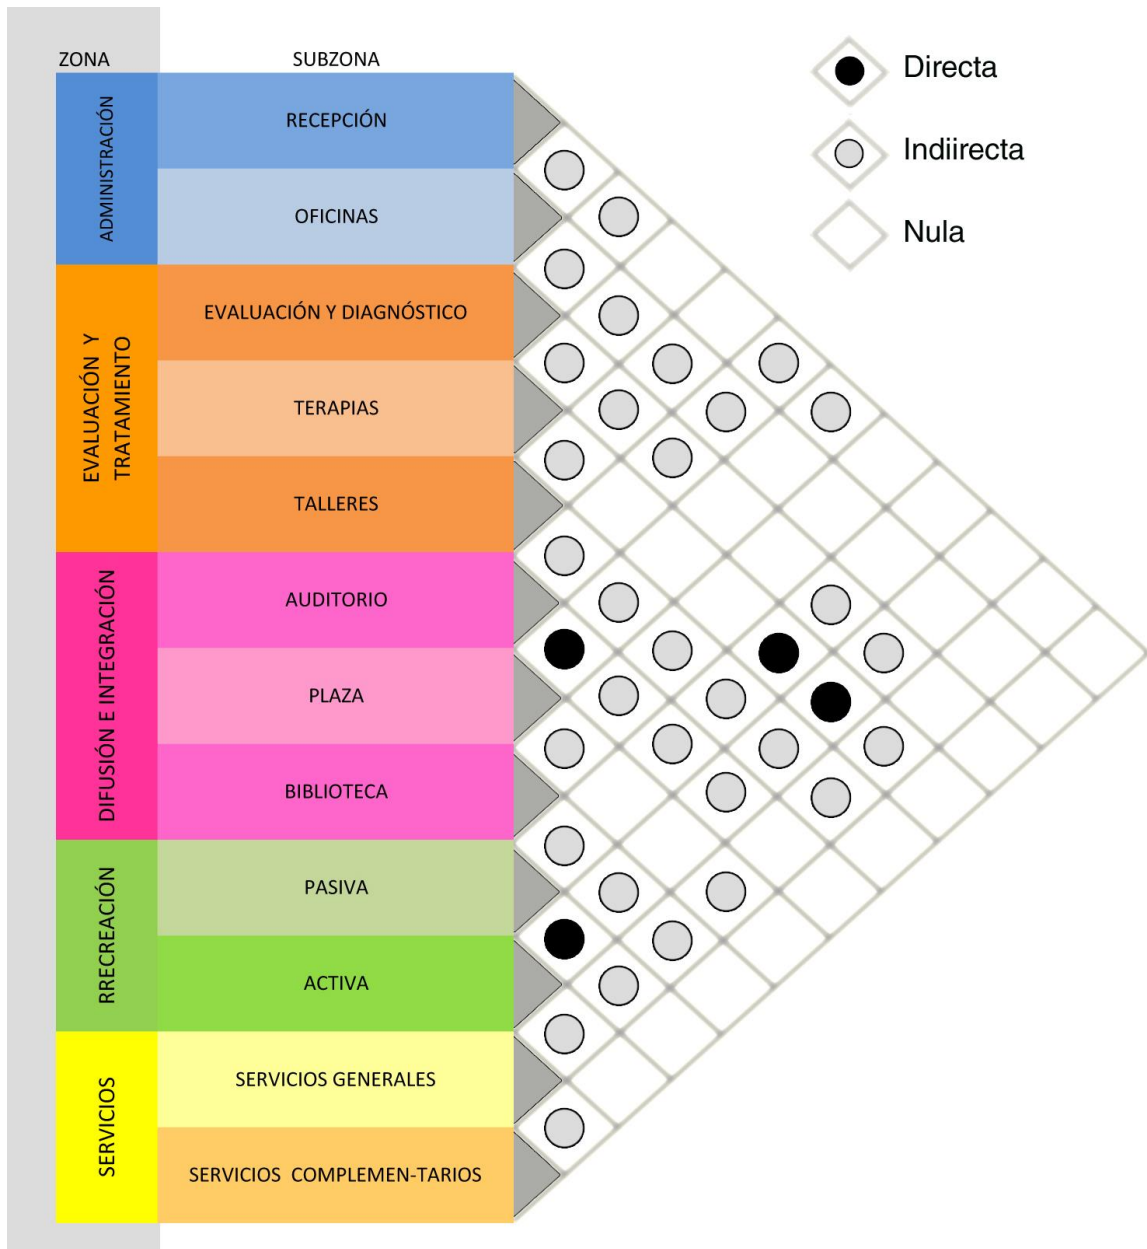 ZONA
SUBZONA
Directa
Indiirecta
Nula
ADMINISTRACIÓN
RECEPCIÓN
OFICINAS
EVALUACIÓN Y
TRATAMIENTO
EVALUACIÓN Y DIAGNÓSTICO
TERAPIAS
TALLERES
DIFUSIÓN E INTEGRACIÓN
AUDITORIO
PLAZA
BIBLIOTECA
RRECREACIÓN
PASIVA
ACTIVA
SERVICIOS
SERVICIOS GENERALES
SERVICIOS COMPLEMEN-TARIOS